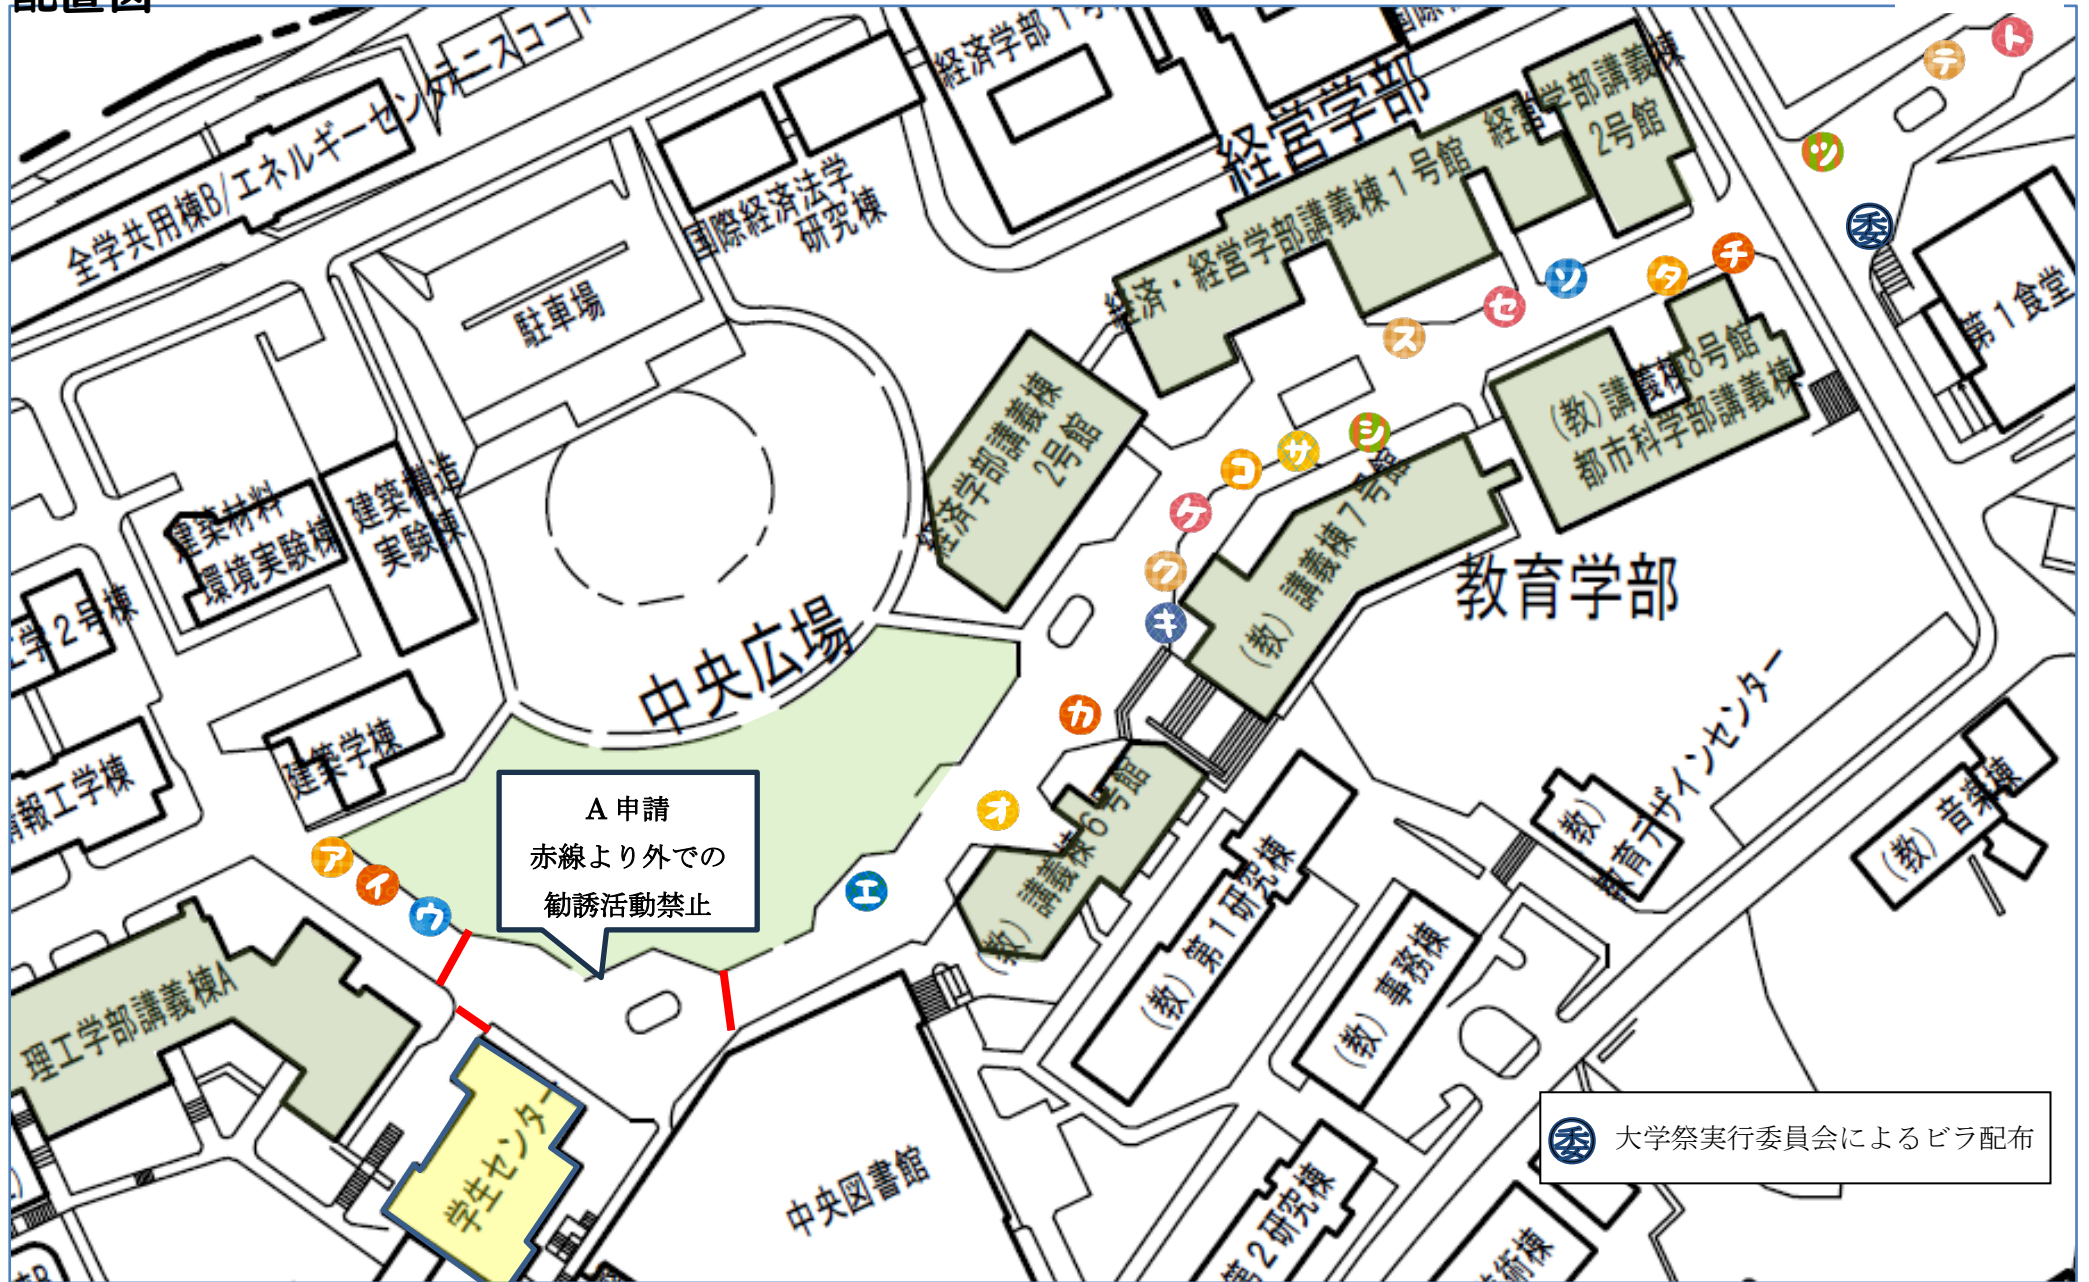 配置図
テニスコート
経済学部1号
経営学部
経営学部講義棟
2号館
テ
ト
ツ
委
全学共用棟B/エネルギーセンター
国際経済法学
研究棟
経済・経営学部講義棟1号館
駐車場
チ
タ
ソ
セ
ス
第1食堂
経済学部講義棟
2号館
(教)講義棟8号館
都市科学部講義棟
シ
サ
コ
ケ
ク
キ
建築材料
環境実験棟
建築構造
実験棟
(教)講義棟7号館
教育学部
工学2号棟
中央広場
カ
建築学棟
情報工学棟
A 申請
赤線より外での
勧誘活動禁止
オ
エ
ア
イ
ウ
(教)講義棟6号館
(教)第1研究棟
(教)
教育デザインセンター
(教)音楽棟
(教)事務棟
理工学部講義棟A
学生センター
中央図書館
第2研究棟
術棟
委 大学祭実行委員会によるビラ配布